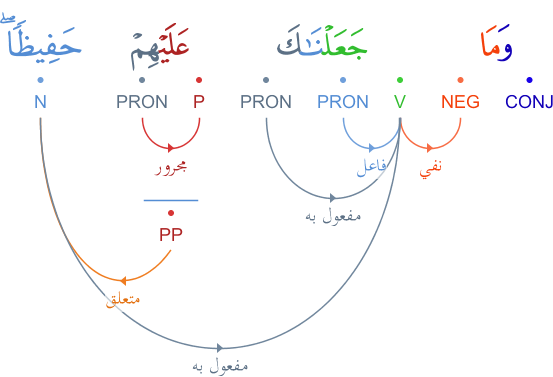 وَمَا جَعَلْنَـٰكَ عَلَيْهِمْ حَفِيظًا ۖ
CONJ NEG V PRON PRON P PRON N
نفي فاعل مجرور
مفعول به
PP
متعلق
مفعول به